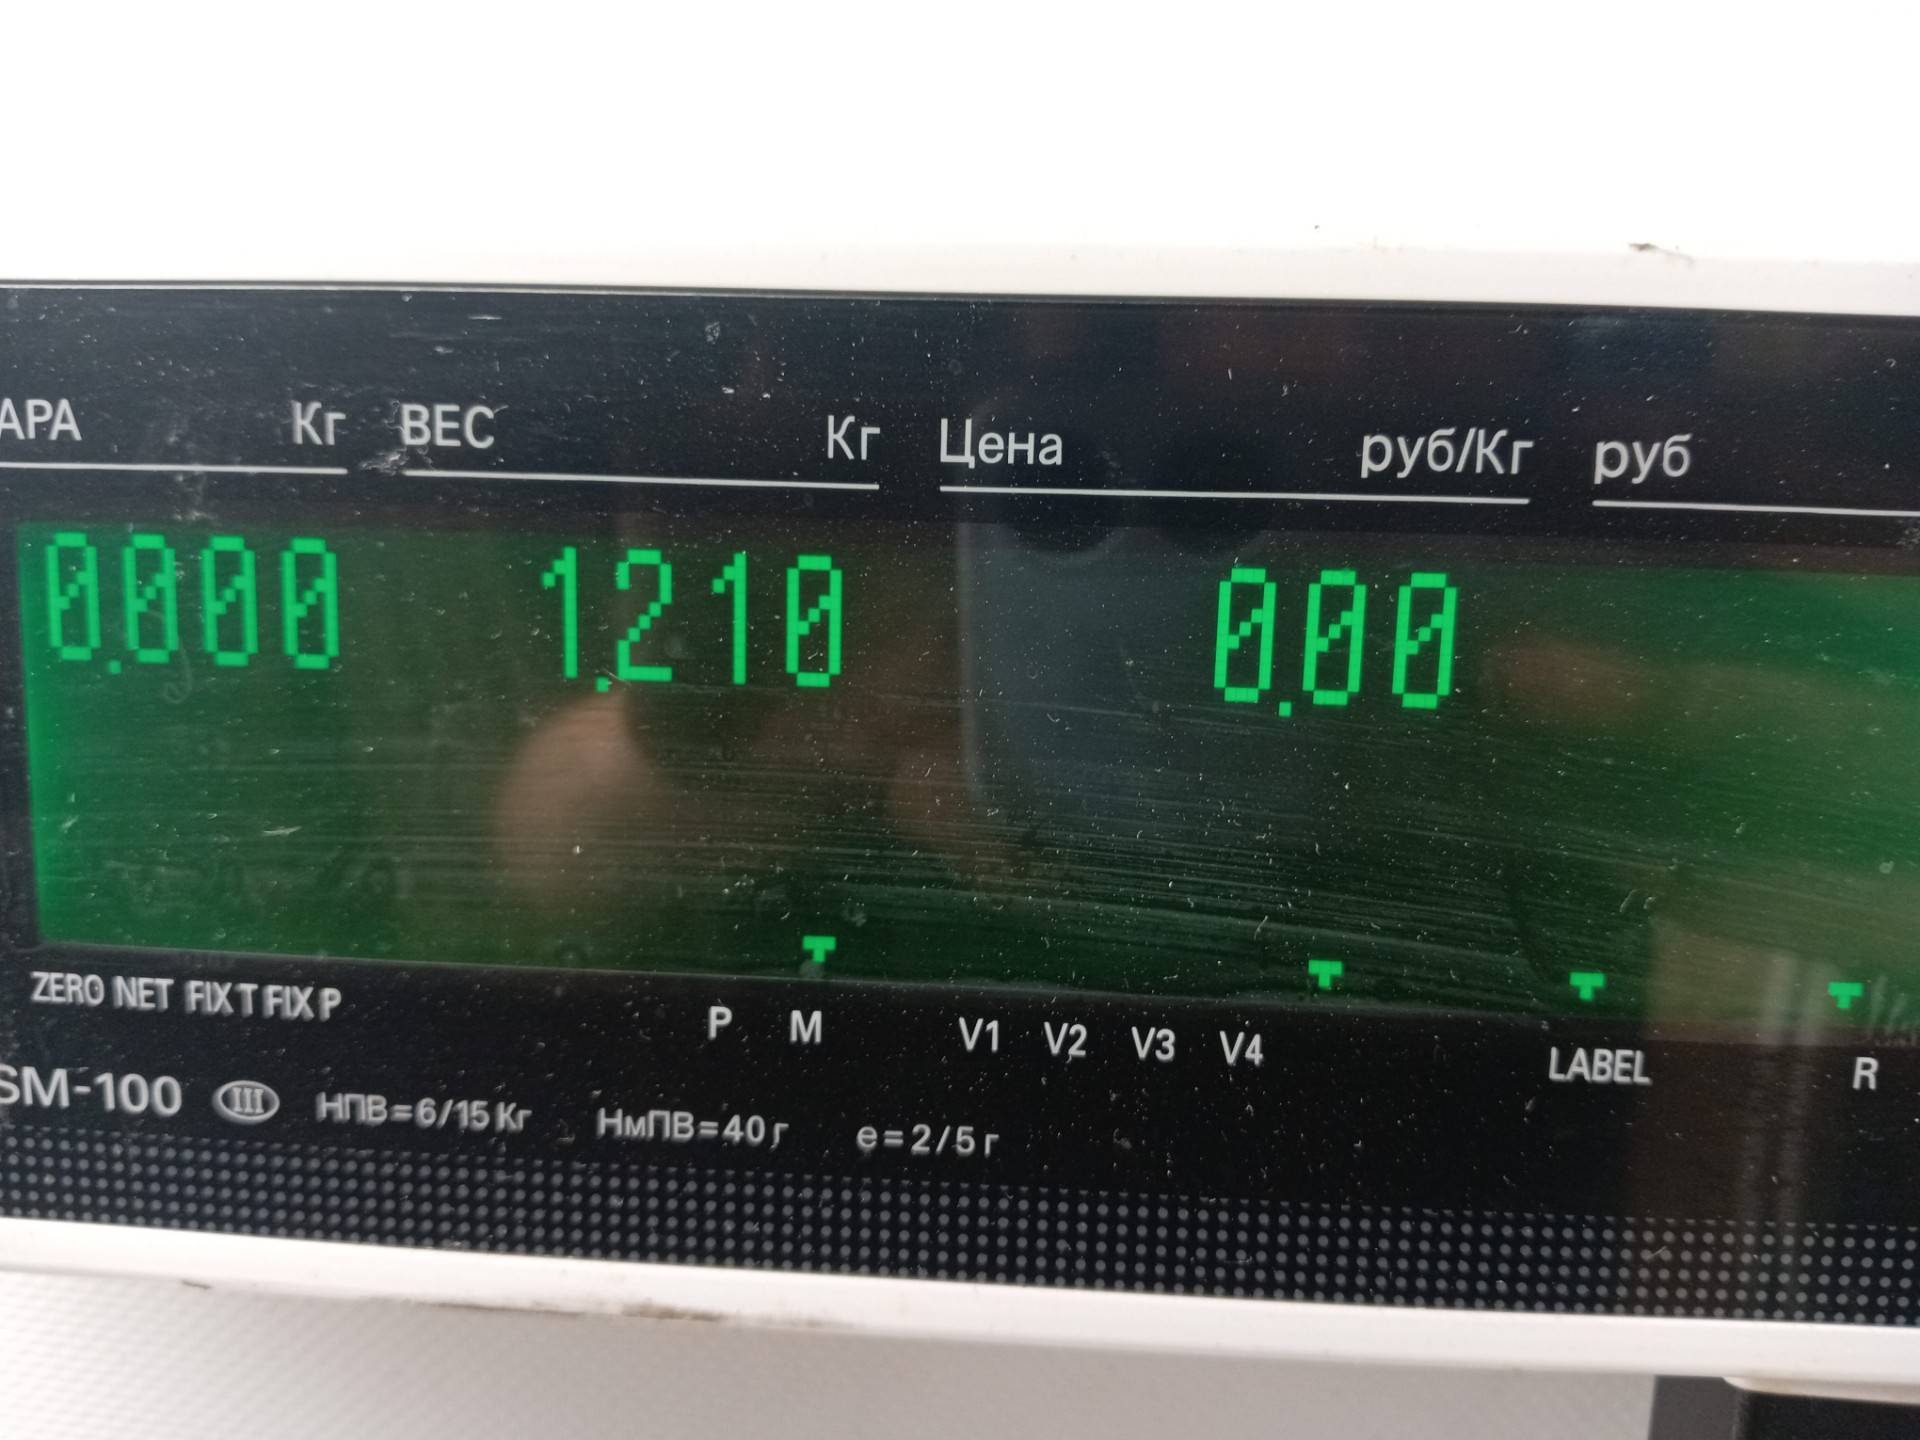 АРА Кг ВЕС Кг Цена руб/Кг руб
0.000 1.210 0.00
ZERO NET FIX T FIX P P M V1 V2 V3 V4 LABEL R
SM-100 III НПВ=6/15 Кг НмПВ=40 г e=2/5 г